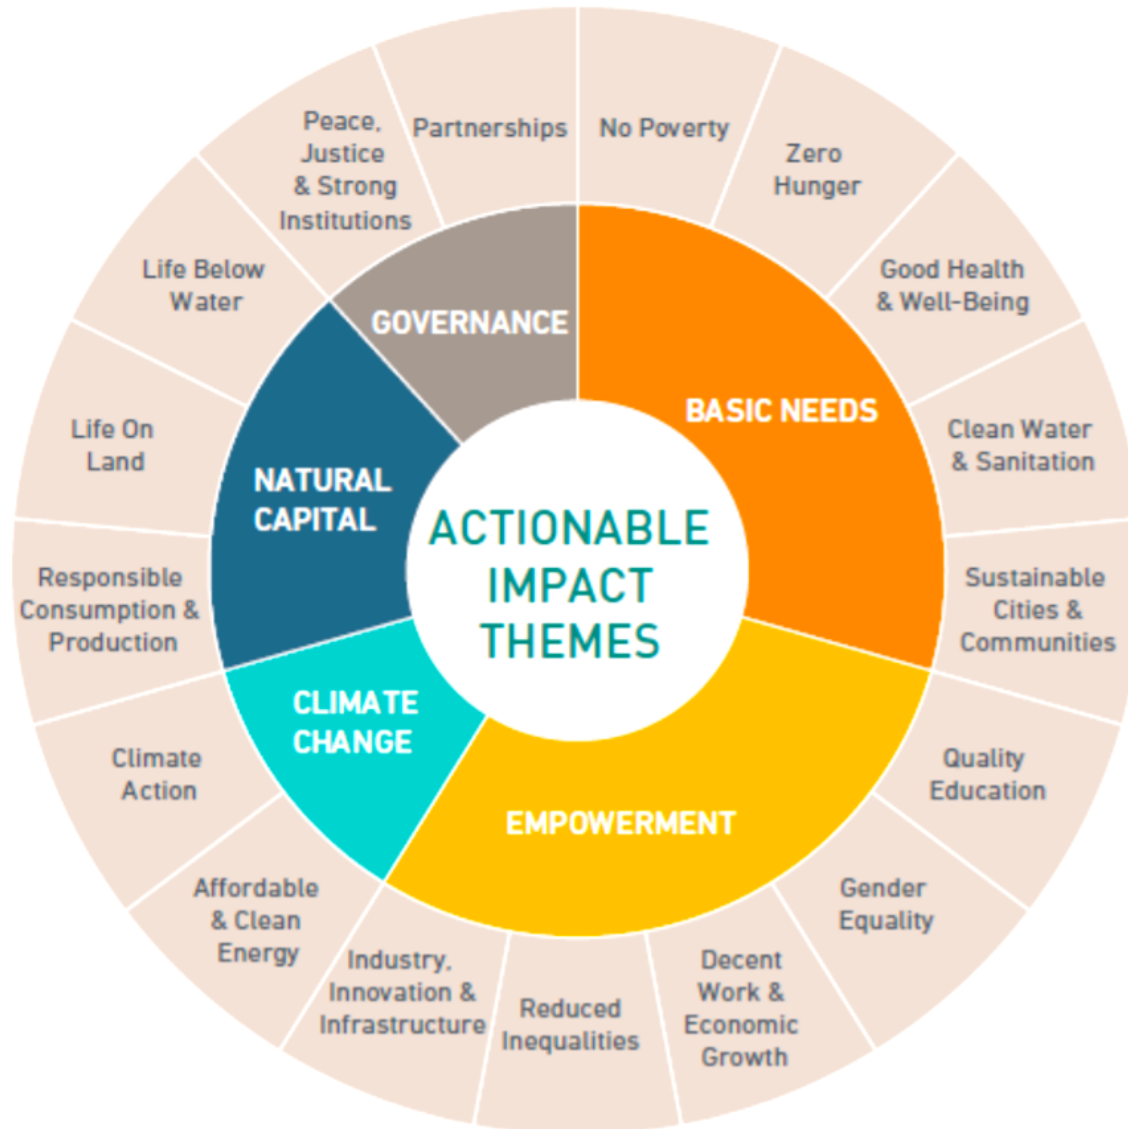 Partnerships
No Poverty
Zero
Hunger
Good Health
& Well-Being
Clean Water
& Sanitation
Sustainable
Cities &
Communities
Quality
Education
Gender
Equality
Decent
Work &
Economic
Growth
Reduced
Inequalities
Industry,
Innovation &
Infrastructure
Affordable
& Clean
Energy
Climate
Action
Responsible
Consumption &
Production
Life On
Land
Life Below
Water
Peace,
Justice
& Strong
Institutions
GOVERNANCE
BASIC NEEDS
EMPOWERMENT
CLIMATE
CHANGE
NATURAL
CAPITAL
ACTIONABLE
IMPACT
THEMES